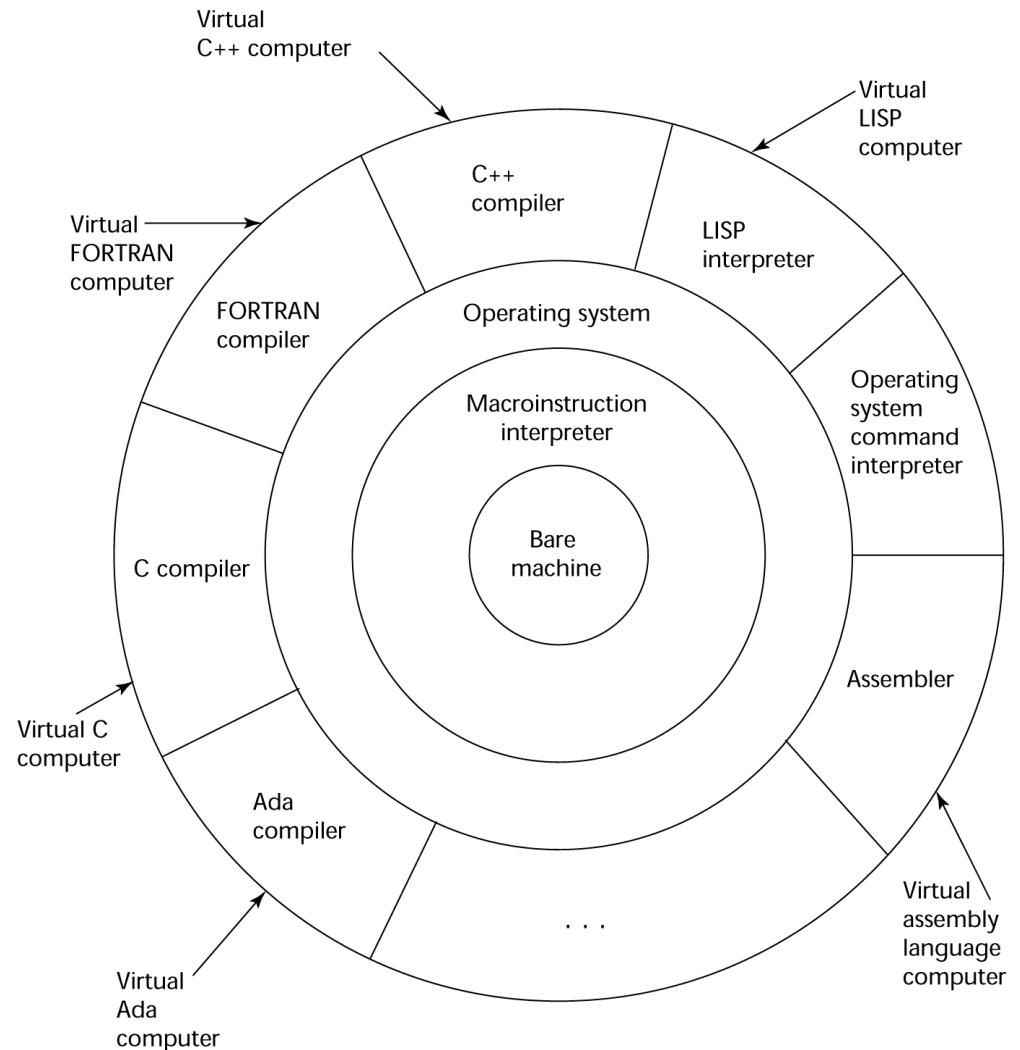 Virtual
C++ computer
Virtual
LISP
computer
C++
compiler
Virtual
FORTRAN
computer
LISP
interpreter
FORTRAN
compiler
Operating system
Operating
system
command
interpreter
Macroinstruction
interpreter
Bare
machine
C compiler
Assembler
Virtual C
computer
Ada
compiler
Virtual
assembly
language
computer
. . .
Virtual
Ada
computer